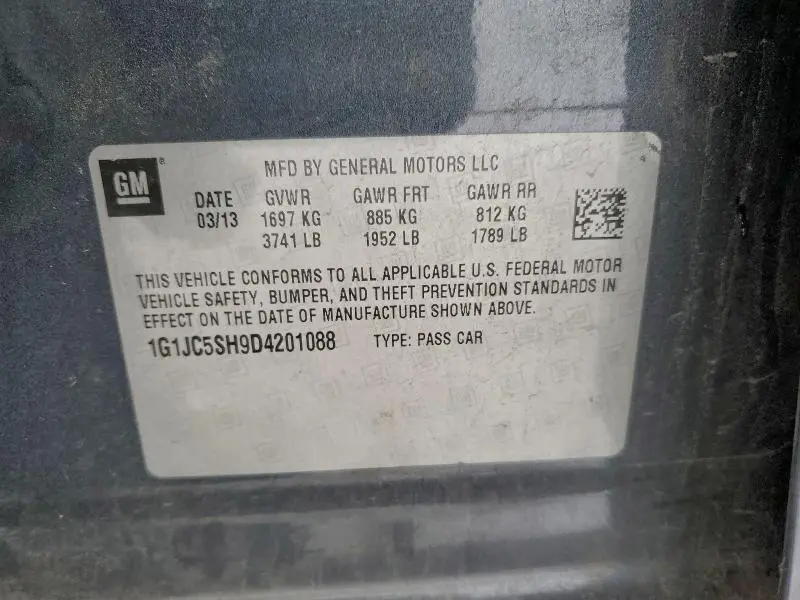 GM
MFD BY GENERAL MOTORS LLC
DATE GVWR GAWR FRT GAWR RR
03/13 1697 KG 885 KG 812 KG
3741 LB 1952 LB 1789 LB
THIS VEHICLE CONFORMS TO ALL APPLICABLE U.S. FEDERAL MOTOR
VEHICLE SAFETY, BUMPER, AND THEFT PREVENTION STANDARDS IN
EFFECT ON THE DATE OF MANUFACTURE SHOWN ABOVE.
1G1JC5SH9D4201088 TYPE: PASS CAR